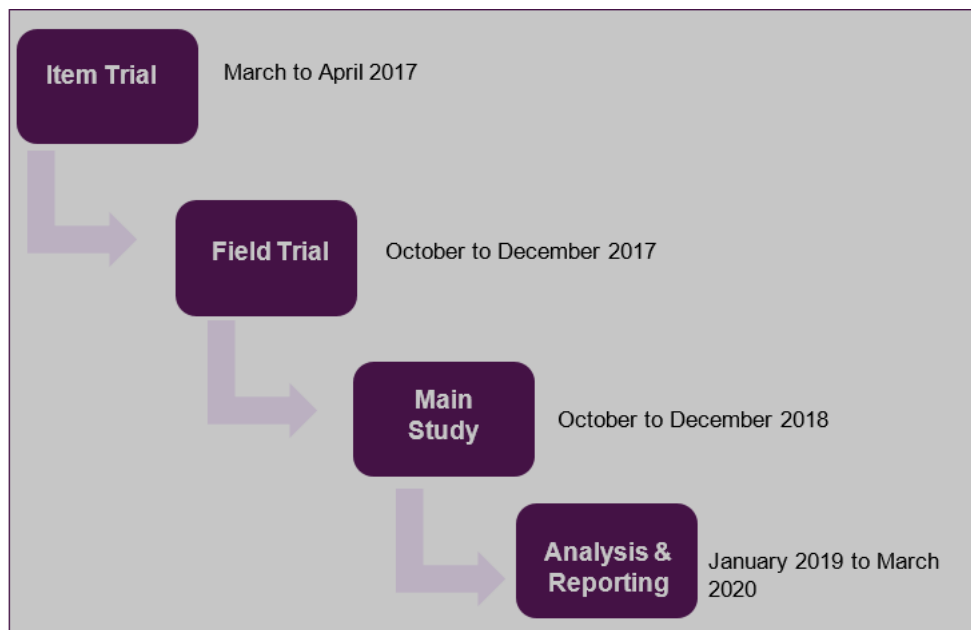 Item Trial
March to April 2017
Field Trial
October to December 2017
Main
Study
October to December 2018
Analysis &
Reporting
January 2019 to March
2020